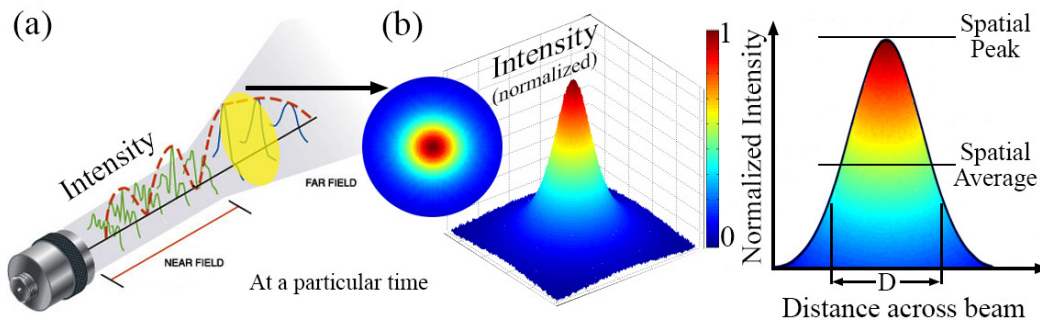 (a)
Intensity
FAR FIELD
NEAR FIELD
At a particular time
(b)
Intensity
(normalized)
1
0
Normalized Intensity
Spatial
Peak
Spatial
Average
D
Distance across beam